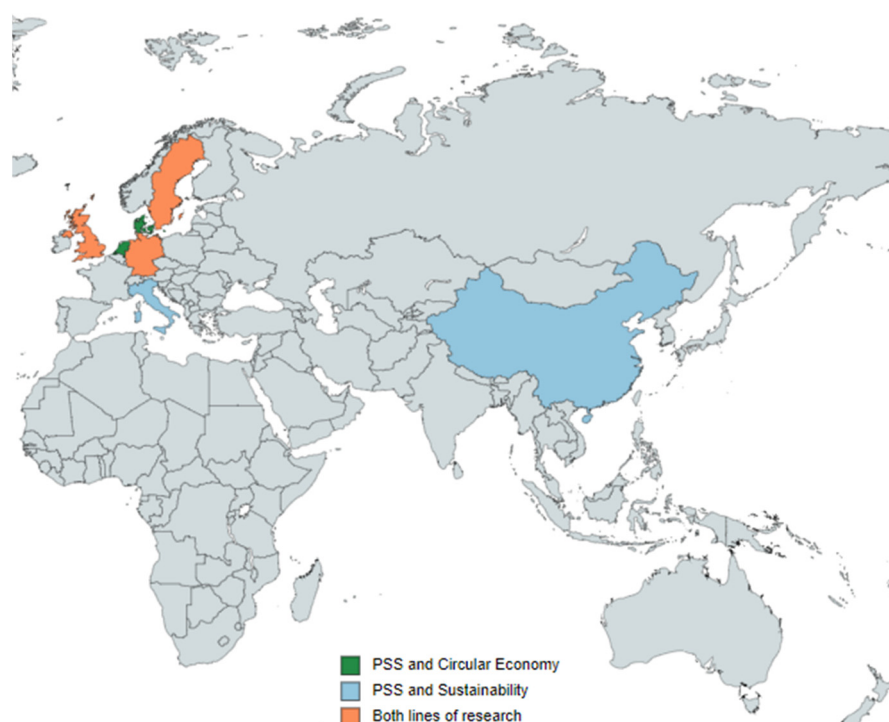 PSS and Circular Economy
PSS and Sustainability
Both lines of research